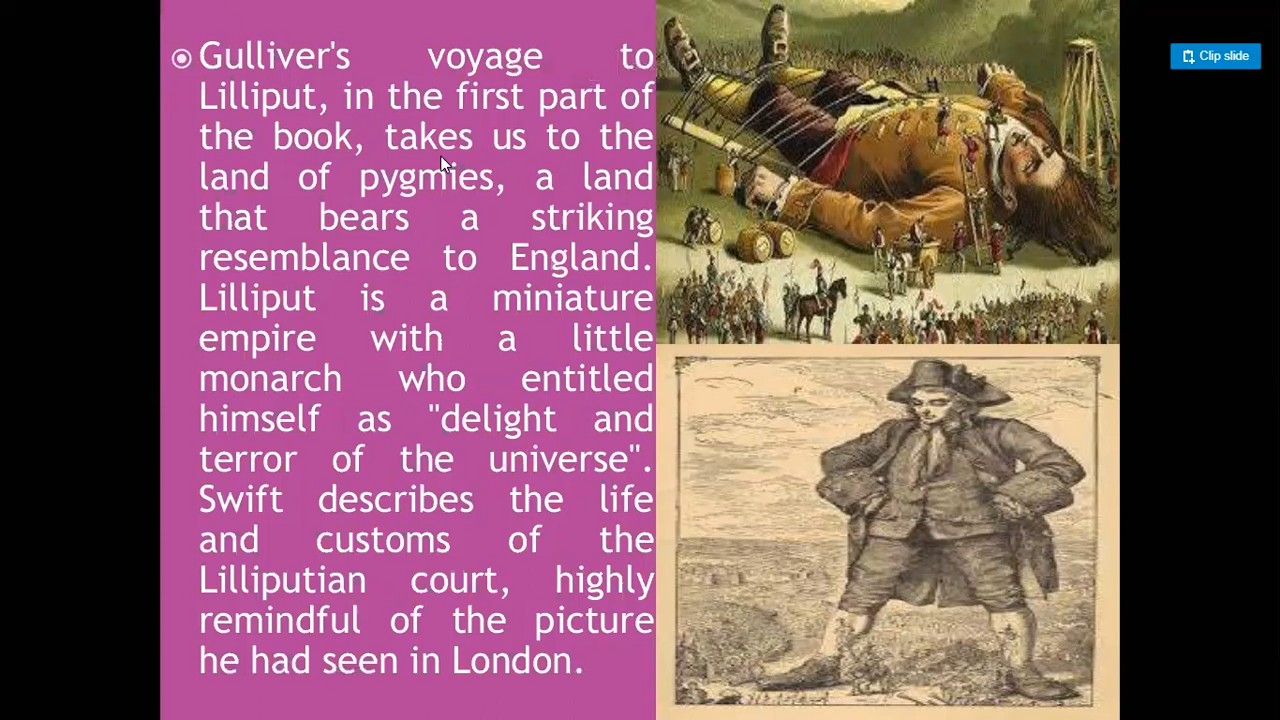 Gulliver's voyage to
Lilliput, in the first part of
the book, takes us to the
land of pygmies, a land
that bears a striking
resemblance to England.
Lilliput is a miniature
empire with a little
monarch who entitled
himself as "delight and
terror of the universe".
Swift describes the life
and customs of the
Lilliputian court, highly
remindful of the picture
he had seen in London.
Clip slide